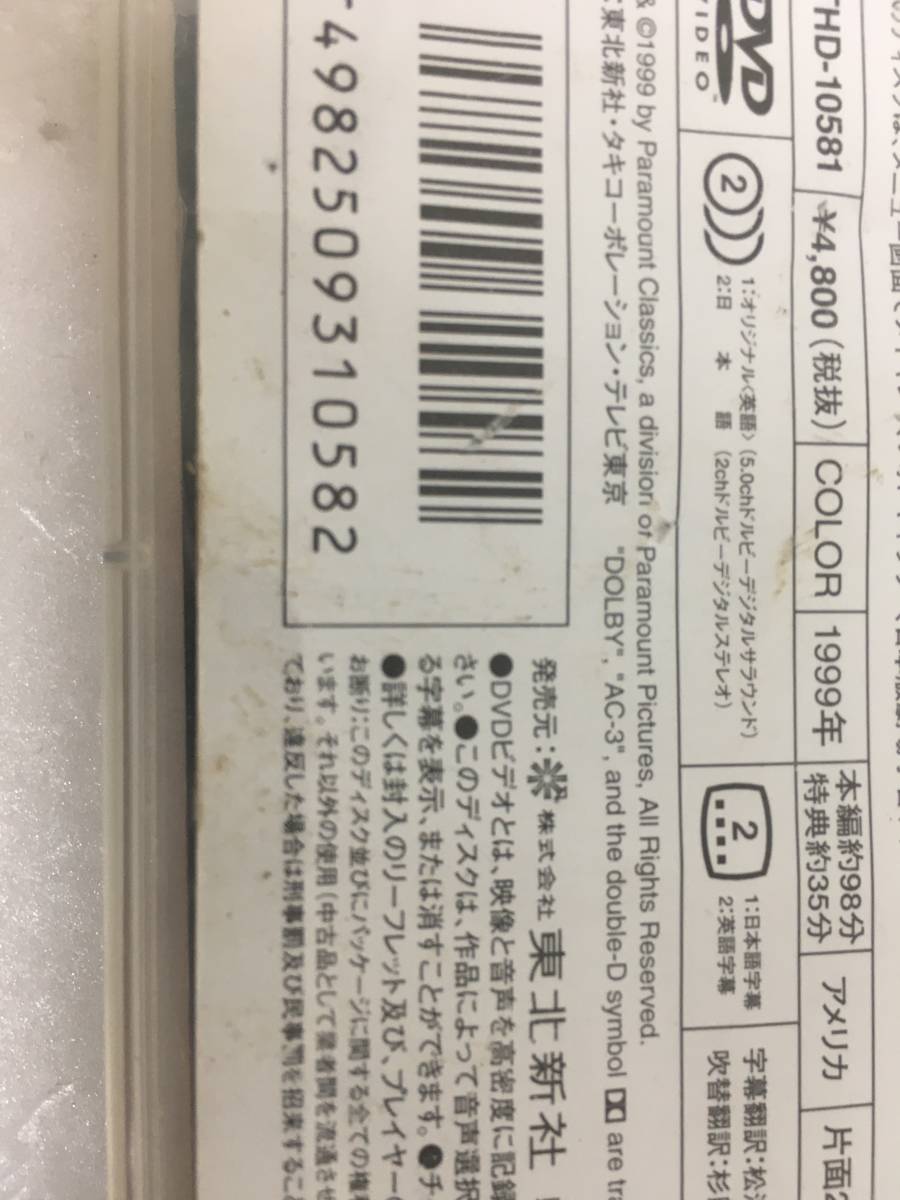 THD-10581 ¥4,800(税抜) COLOR 1999年 本編約98分 特典約35分 アメリカ 片面
DVD VIDEO
2
1:オリジナル〈英語〉(5.0chドルビーデジタルサラウンド)
2:日本語(2chドルビーデジタルステレオ)
2
1:日本語字幕
2:英語字幕
字幕翻訳:松
吹替翻訳:杉
& ©1999 by Paramount Classics, a division of Paramount Pictures, All Rights Reserved.
:東北新社・タキコーポレーション・テレビ東京 "DOLBY", "AC-3", and the double-D symbol are tra
4982509310582
発売元:株式会社 東北新社
●DVDビデオとは、映像と音声を高密度に記録
さい。●このディスクは、作品によって音声選択
る字幕を表示、または消すことができます。●チ
●詳しくは封入のリーフレット及び、プレイヤー
お断り:このディスク並びにパッケージに関する全ての権
います。それ以外の使用(中古品として業者間を流通させ
ており、違反した場合は刑事罰及び民事罰を招来すること